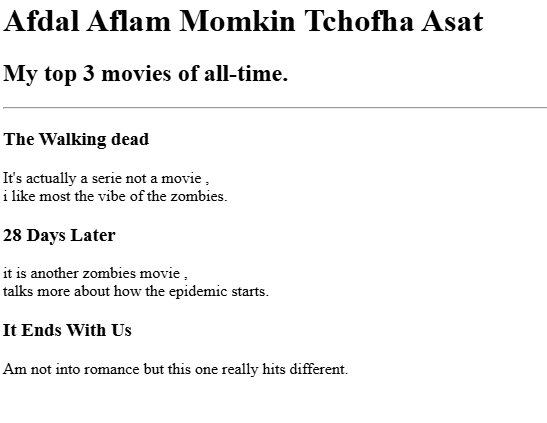 Afdal Aflam Momkin Tchofha Asat
My top 3 movies of all-time.
The Walking dead
It's actually a serie not a movie ,
i like most the vibe of the zombies.
28 Days Later
it is another zombies movie ,
talks more about how the epidemic starts.
It Ends With Us
Am not into romance but this one really hits different.